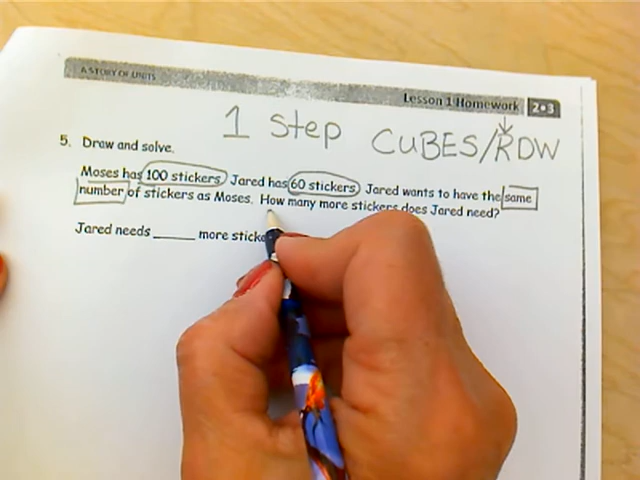 A STORY OF UNITS
Lesson 1 Homework 2•3
1 step CUBES/RDW
5. Draw and solve.
Moses has 100 stickers. Jared has 60 stickers. Jared wants to have the same
number of stickers as Moses. How many more stickers does Jared need?
Jared needs ______ more